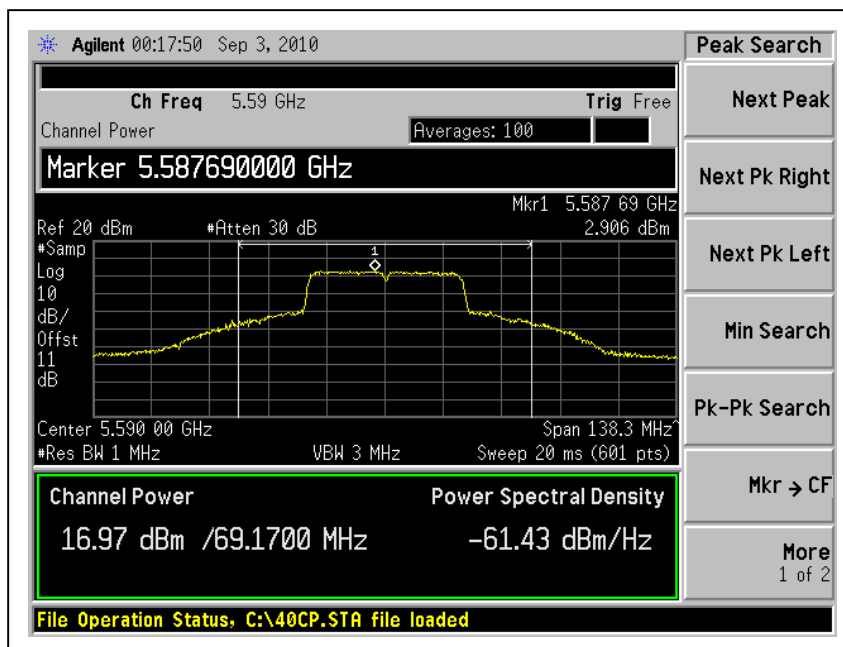 Agilent 00:17:50 Sep 3, 2010
Peak Search
Ch Freq 5.59 GHz Trig Free
Channel Power Averages: 100
Marker 5.587690000 GHz
Mkr1 5.587 69 GHz
Ref 20 dBm #Atten 30 dB 2.906 dBm
#Samp
Log
10
dB/
Offst
11
dB
1
Center 5.590 00 GHz Span 138.3 MHz^
#Res BW 1 MHz VBW 3 MHz Sweep 20 ms (601 pts)
Channel Power Power Spectral Density
16.97 dBm /69.1700 MHz -61.43 dBm/Hz
File Operation Status, C:\40CP.STA file loaded
Next Peak
Next Pk Right
Next Pk Left
Min Search
Pk-Pk Search
Mkr → CF
More
1 of 2